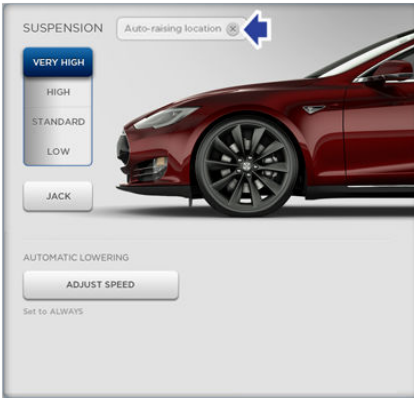 SUSPENSION
Auto-raising location
VERY HIGH
HIGH
STANDARD
LOW
JACK
AUTOMATIC LOWERING
ADJUST SPEED
Set to ALWAYS